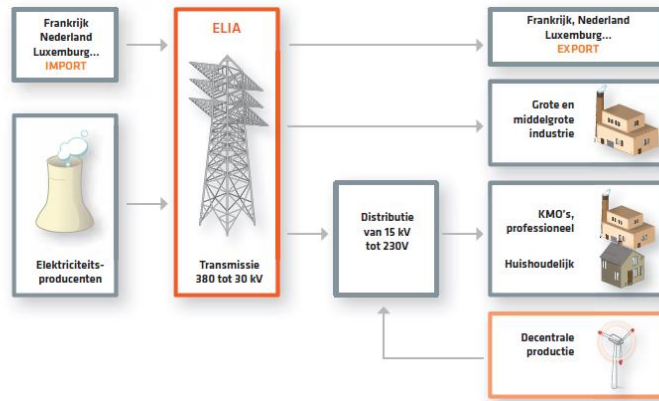 Frankrijk
Nederland
Luxemburg...
IMPORT
ELIA
Frankrijk, Nederland
Luxemburg...
EXPORT
Grote en
middelgrote
industrie
Elektriciteits-
producenten
Transmissie
380 tot 30 kV
Distributie
van 15 kV
tot 230V
KMO's,
professioneel
Huishoudelijk
Decentrale
productie